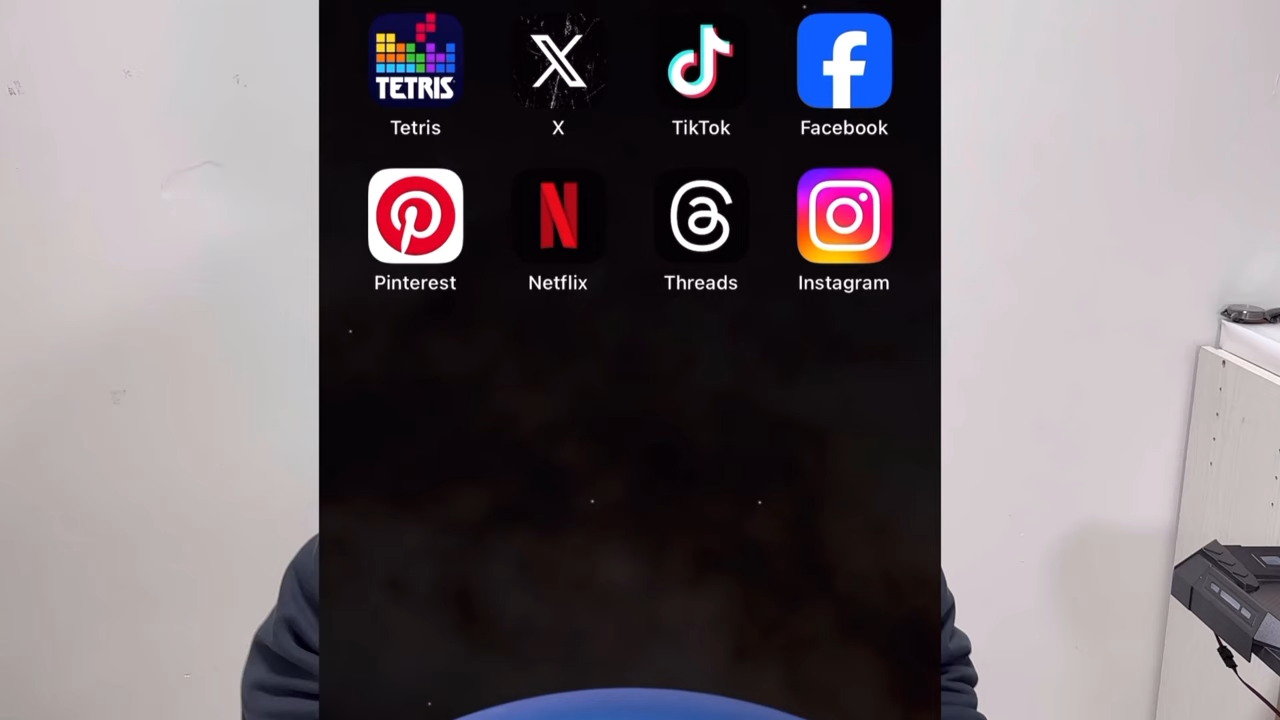 TETRIS
Tetris
X
TikTok
Facebook
Pinterest
Netflix
Threads
Instagram